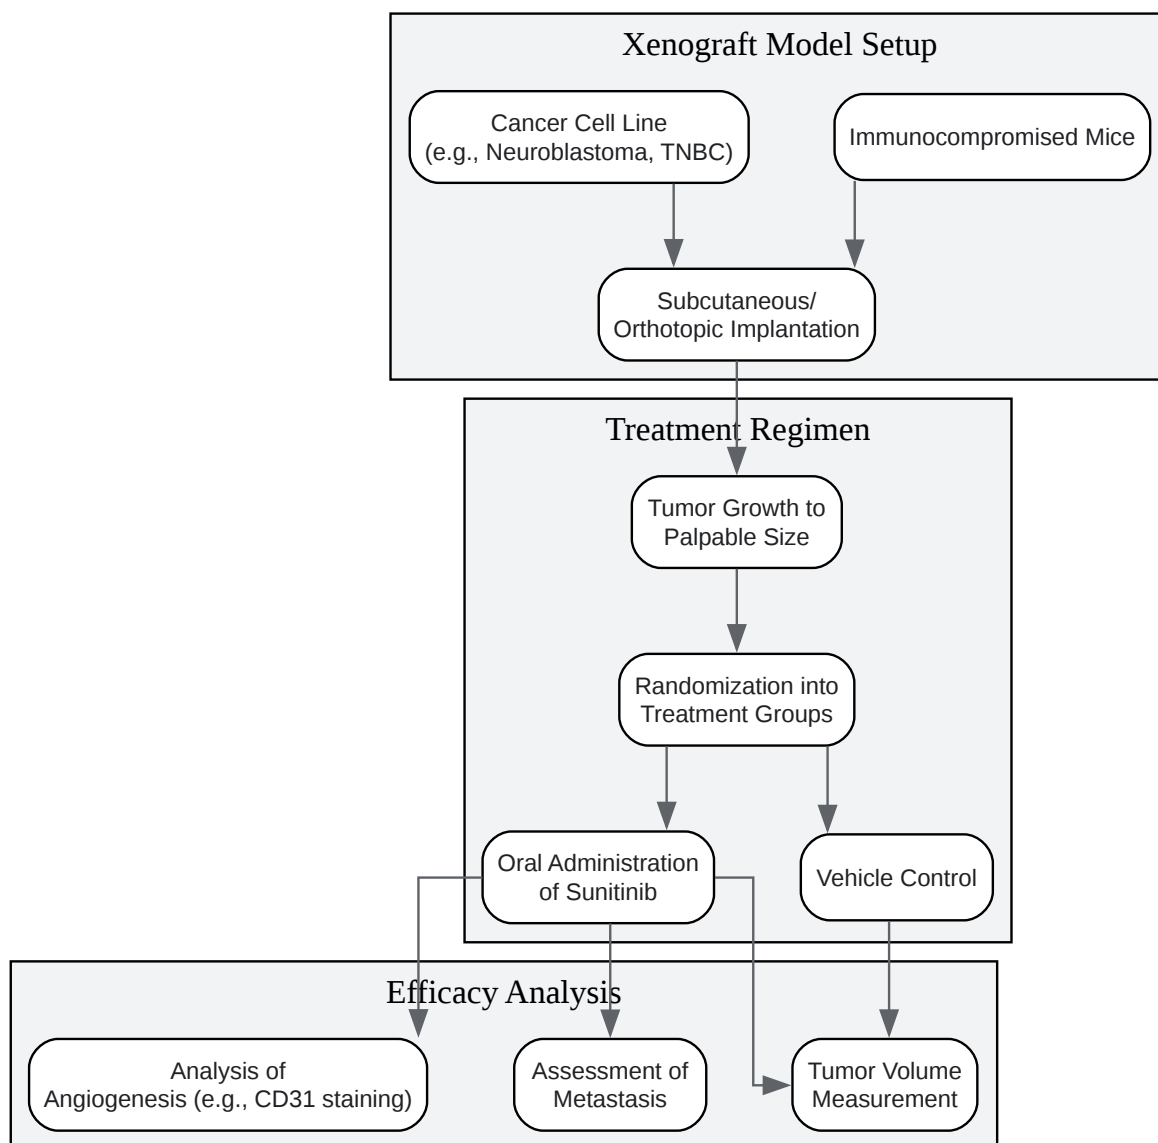 Xenograft Model Setup
Cancer Cell Line
(e.g., Neuroblastoma, TNBC)
Immunocompromised Mice
Subcutaneous/
Orthotopic Implantation
Treatment Regimen
Tumor Growth to
Palpable Size
Randomization into
Treatment Groups
Oral Administration
of Sunitinib
Vehicle Control
Efficacy Analysis
Analysis of
Angiogenesis (e.g., CD31 staining)
Assessment of
Metastasis
Tumor Volume
Measurement